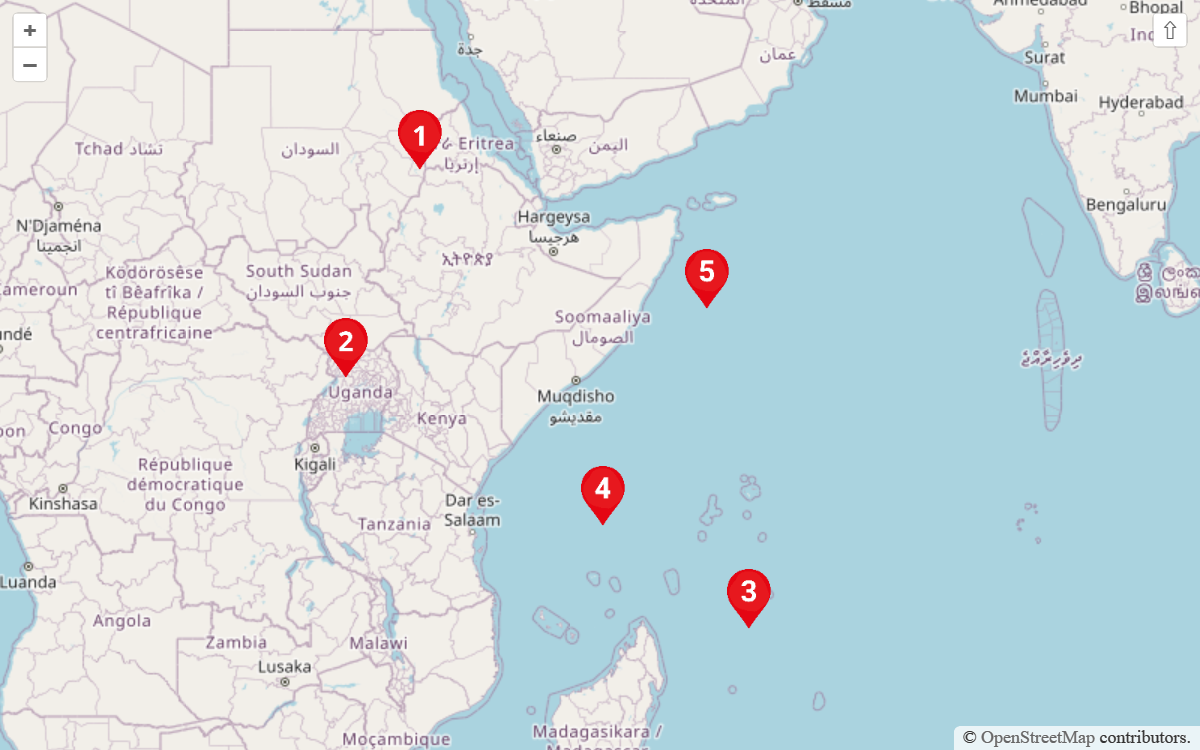 +
−
⇧
مسقط
Bhopal
جدة
عمان
Surat
Mumbai
Hyderabad
1
صنعاء
اليمن
Eritrea
إرتريا
Tchad تشاد
السودان
N'Djaména
انجمينا
Hargeysa
هرجيسا
Bengaluru
ኢትዮጵያ
5
South Sudan
جنوب السودان
Ködörösêse
tî Bêafrîka /
République
centrafricaine
Soomaaliya
الصومال
2
Uganda
Muqdisho
مقديشو
ދިވެހިރާއްޖެ
Kenya
Congo
Kigali
République
démocratique
du Congo
Kinshasa
4
Dar es-
Salaam
Tanzania
3
Luanda
Angola
Zambia
Malawi
Lusaka
Moçambique
Madagasikara /
© OpenStreetMap contributors.